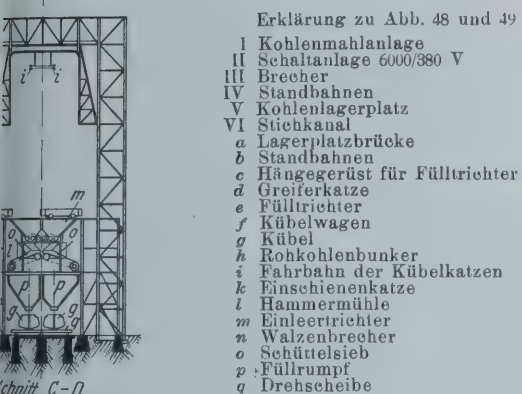 Erklärung zu Abb. 48 und 49
I Kohlenmahlanlage
II Schaltanlage 6000/380 V
III Brecher
IV Standbahnen
V Kohlenlagerplatz
VI Stichkanal
a Lagerplatzbrücke
b Standbahnen
c Hängegerüst für Fülltrichter
d Greiferkatze
e Fülltrichter
f Kübelwagen
g Kübel
h Rohkohlenbunker
i Fahrbahn der Kübelkatzen
k Einschienenkatze
l Hammermühle
m Einleertrichter
n Walzenbrecher
o Schüttelsieb
p Füllrumpf
q Drehscheibe
i i
m
o o
l
p p
g g
q
Schnitt C-D